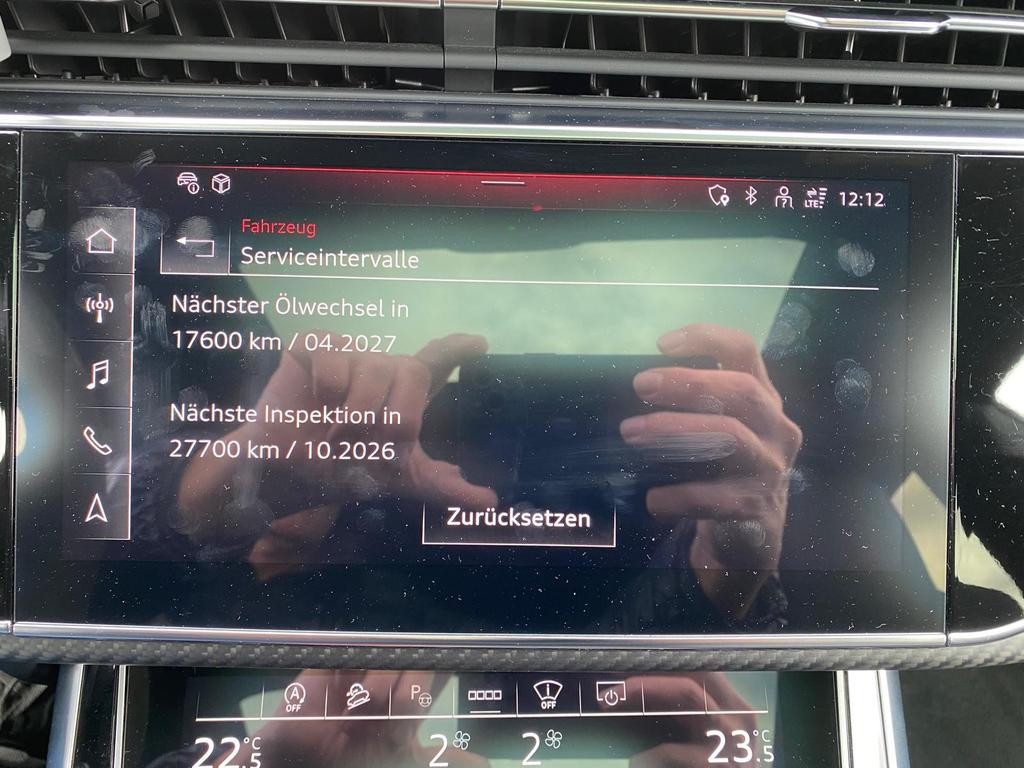 LTE 12:12
Fahrzeug
Serviceintervalle
Nächster Ölwechsel in
17600 km / 04.2027
Nächste Inspektion in
27700 km / 10.2026
Zurücksetzen
A OFF P OFF
22.5 °C 2 2 23.5 °C